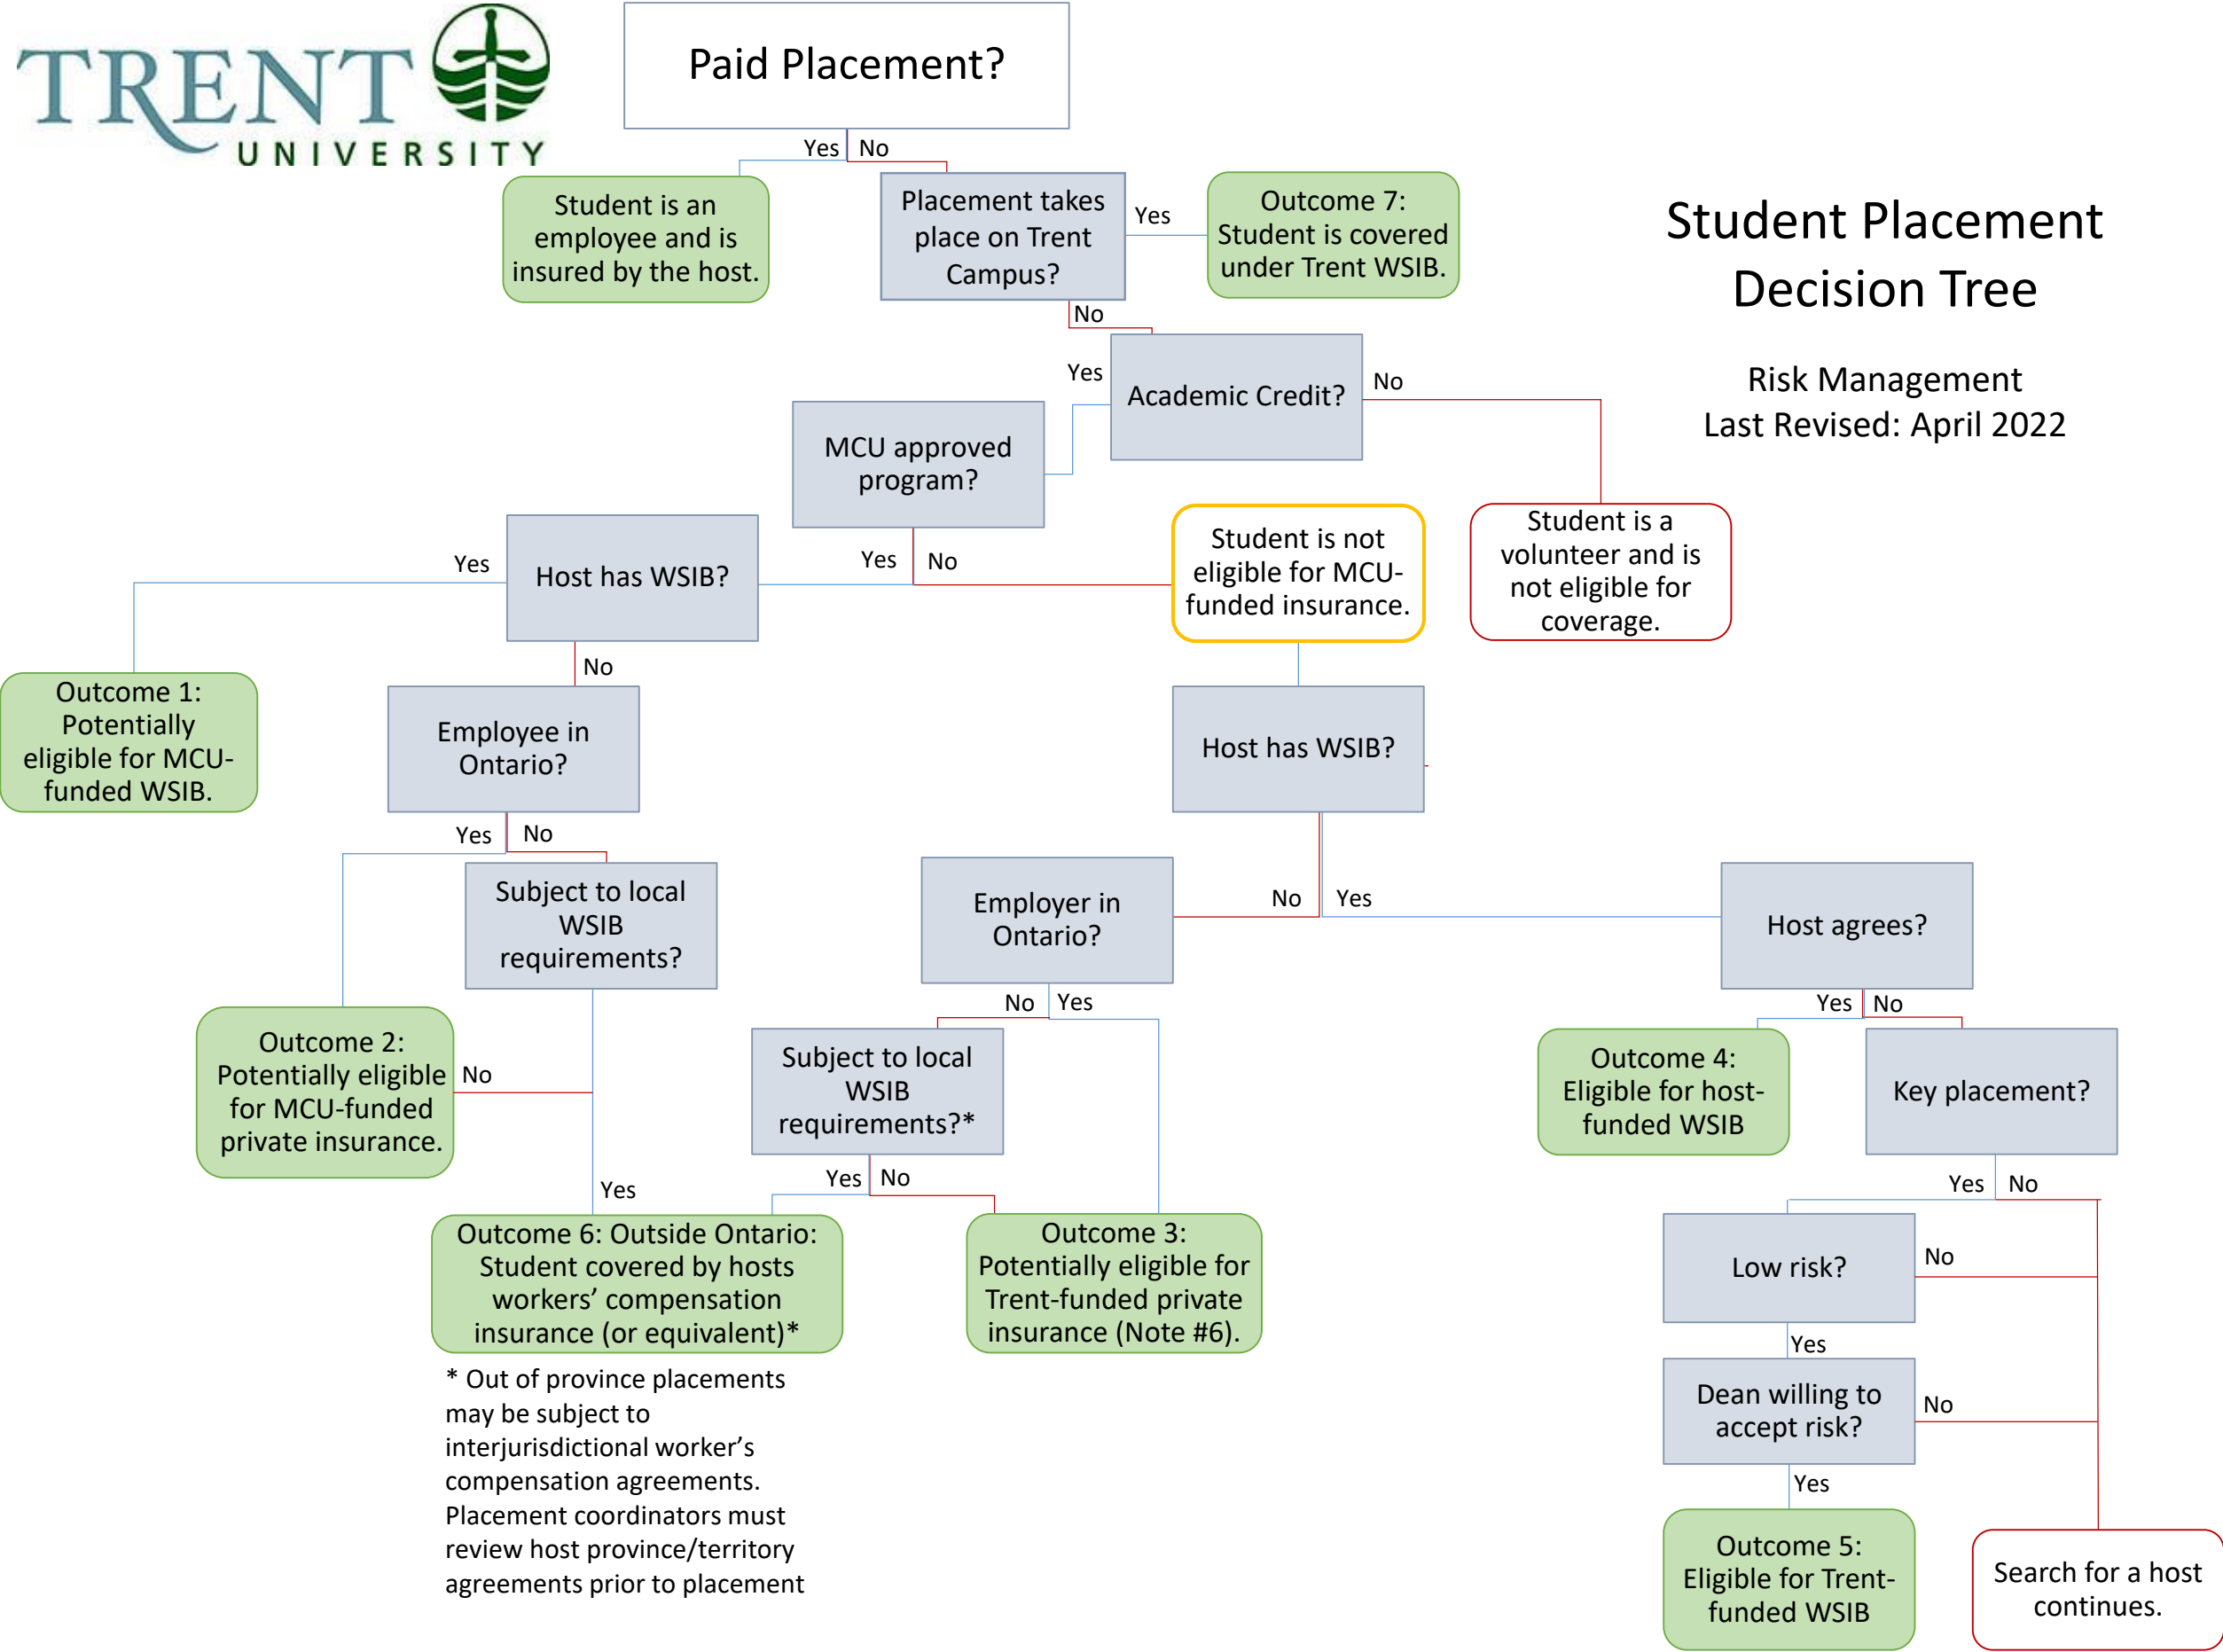 TRENT
UNIVERSITY
Paid Placement?
Yes
No
Student is an
employee and is
insured by the host.
Placement takes
place on Trent
Campus?
Yes
Outcome 7:
Student is covered
under Trent WSIB.
Student Placement
Decision Tree
Risk Management
Last Revised: April 2022
No
Yes
Academic Credit?
No
MCU approved
program?
Yes
No
Student is not
eligible for MCU-
funded insurance.
Student is a
volunteer and is
not eligible for
coverage.
Yes
Host has WSIB?
No
Outcome 1:
Potentially
eligible for MCU-
funded WSIB.
Employee in
Ontario?
Host has WSIB?
Yes
No
Subject to local
WSIB
requirements?
Employer in
Ontario?
No
Yes
Host agrees?
Outcome 2:
Potentially eligible
for MCU-funded
private insurance.
No
No
Yes
Subject to local
WSIB
requirements?*
Yes
No
Outcome 4:
Eligible for host-
funded WSIB
Key placement?
Yes
Yes
No
Yes
No
Outcome 6: Outside Ontario:
Student covered by hosts
workers’ compensation
insurance (or equivalent)*
Outcome 3:
Potentially eligible for
Trent-funded private
insurance (Note #6).
Low risk?
No
Yes
* Out of province placements
may be subject to
interjurisdictional worker’s
compensation agreements.
Placement coordinators must
review host province/territory
agreements prior to placement
Dean willing to
accept risk?
No
Yes
Outcome 5:
Eligible for Trent-
funded WSIB
Search for a host
continues.